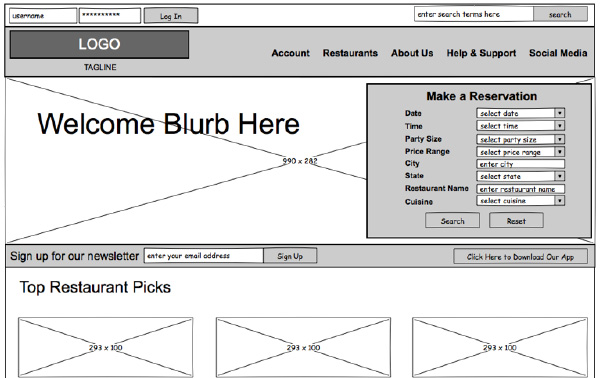 username ********** Log In enter search terms here search
LOGO
TAGLINE
Account Restaurants About Us Help & Support Social Media
Welcome Blurb Here
990 x 282
Make a Reservation
Date select date
Time select time
Party Size select party size
Price Range select price range
City enter city
State select state
Restaurant Name enter restaurant name
Cuisine select cuisine
Search Reset
Sign up for our newsletter enter your email address Sign Up Click Here to Download Our App
Top Restaurant Picks
293 x 100 293 x 100 293 x 100